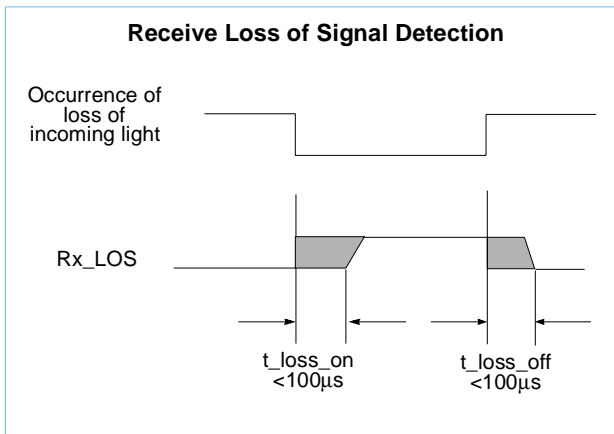 Receive Loss of Signal Detection
Occurrence of
loss of
incoming light
Rx_LOS
t_loss_on
<100μs
t_loss_off
<100μs